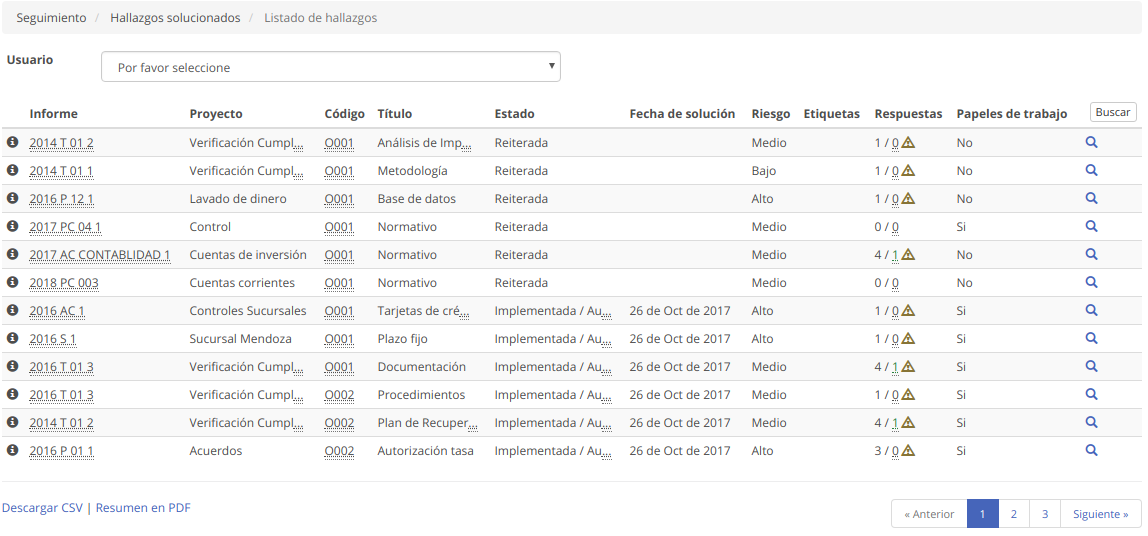 Seguimiento / Hallazgos solucionados / Listado de hallazgos
Usuario Por favor seleccione
Informe Proyecto Código Título Estado Fecha de solución Riesgo Etiquetas Respuestas Papeles de trabajo Buscar
2014 T 01 2 Verificación Cumpl... O001 Análisis de Imp... Reiterada Medio 1 / 0 No
2014 T 01 1 Verificación Cumpl... O001 Metodología Reiterada Bajo 1 / 0 No
2016 P 12 1 Lavado de dinero O001 Base de datos Reiterada Alto 1 / 0 No
2017 PC 04 1 Control O001 Normativo Reiterada Medio 0 / 0 Si
2017 AC CONTABLIDAD 1 Cuentas de inversión O001 Normativo Reiterada Medio 4 / 1 No
2018 PC 003 Cuentas corrientes O001 Normativo Reiterada Medio 0 / 0 No
2016 AC 1 Controles Sucursales O001 Tarjetas de cré... Implementada / Au... 26 de Oct de 2017 Alto 1 / 0 Si
2016 S 1 Sucursal Mendoza O001 Plazo fijo Implementada / Au... 26 de Oct de 2017 Alto 1 / 0 Si
2016 T 01 3 Verificación Cumpl... O001 Documentación Implementada / Au... 26 de Oct de 2017 Medio 4 / 1 Si
2016 T 01 3 Verificación Cumpl... O002 Procedimientos Implementada / Au... 26 de Oct de 2017 Medio 1 / 0 Si
2014 T 01 2 Verificación Cumpl... O002 Plan de Recuper... Implementada / Au... 26 de Oct de 2017 Medio 4 / 1 Si
2016 P 01 1 Acuerdos O002 Autorización tasa Implementada / Au... 26 de Oct de 2017 Alto 3 / 0 Si
Descargar CSV | Resumen en PDF « Anterior 1 2 3 Siguiente »